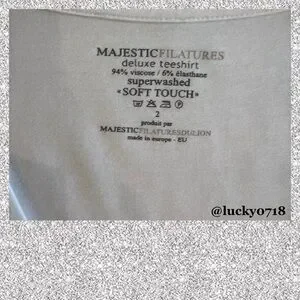 MAJESTICFILATURES
deluxe teeshirt
94% viscose / 6% élasthane
superwashed
"SOFT TOUCH"
2
produit par
MAJESTICFILATURESDULION
made in europe - EU
@lucky0718